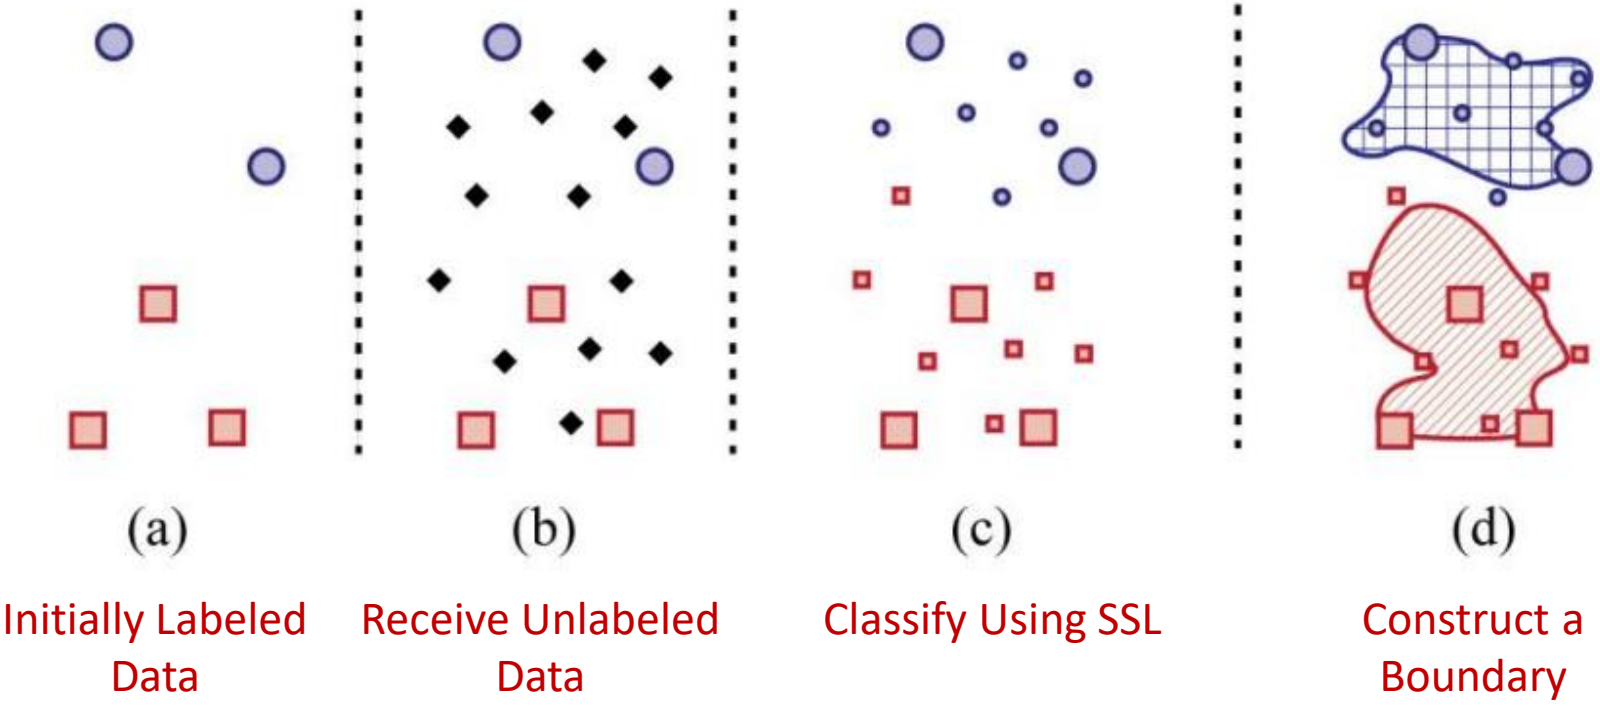 (a)
(b)
(c)
(d)
Initially Labeled
Data
Receive Unlabeled
Data
Classify Using SSL
Construct a
Boundary